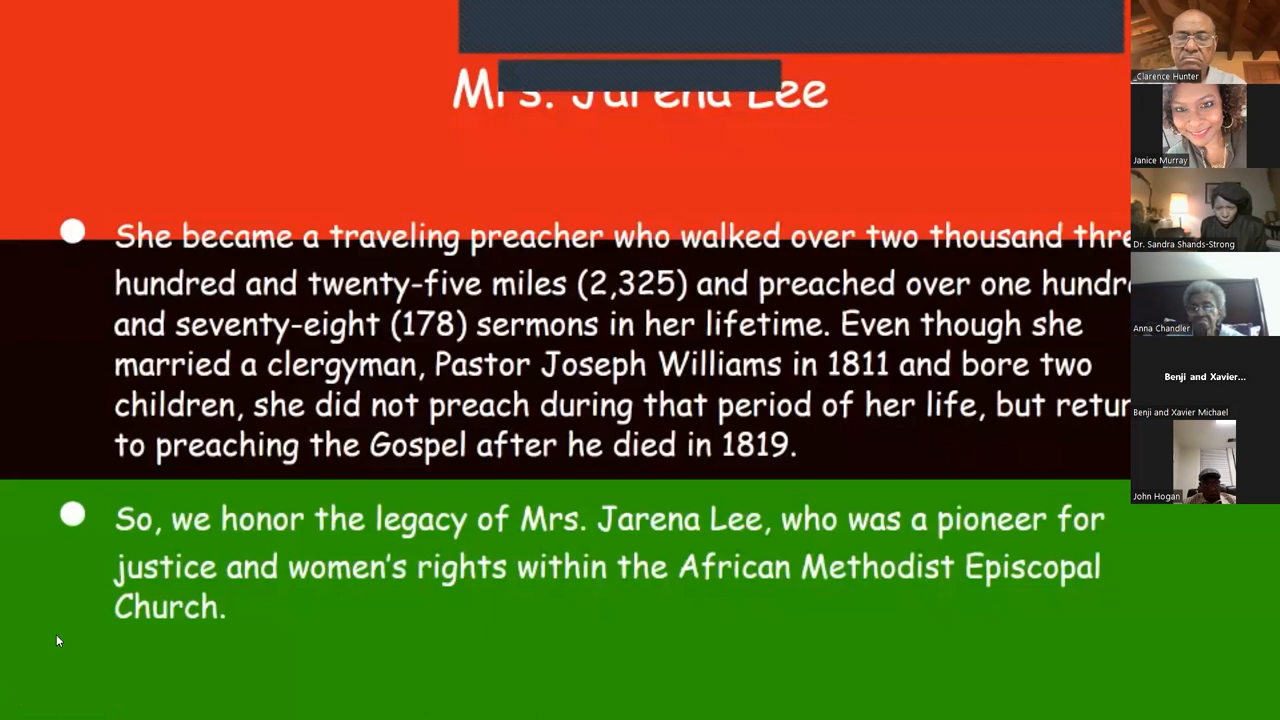 Mrs. Jarena Lee
She became a traveling preacher who walked over two thousand thre
hundred and twenty-five miles (2,325) and preached over one hundr
and seventy-eight (178) sermons in her lifetime. Even though she
married a clergyman, Pastor Joseph Williams in 1811 and bore two
children, she did not preach during that period of her life, but retur
to preaching the Gospel after he died in 1819.
So, we honor the legacy of Mrs. Jarena Lee, who was a pioneer for
justice and women's rights within the African Methodist Episcopal
Church.
_Clarence Hunter
Janice Murray
Dr. Sandra Shands-Strong
Anna Chandler
Benji and Xavier...
Benji and Xavier Michael
John Hogan